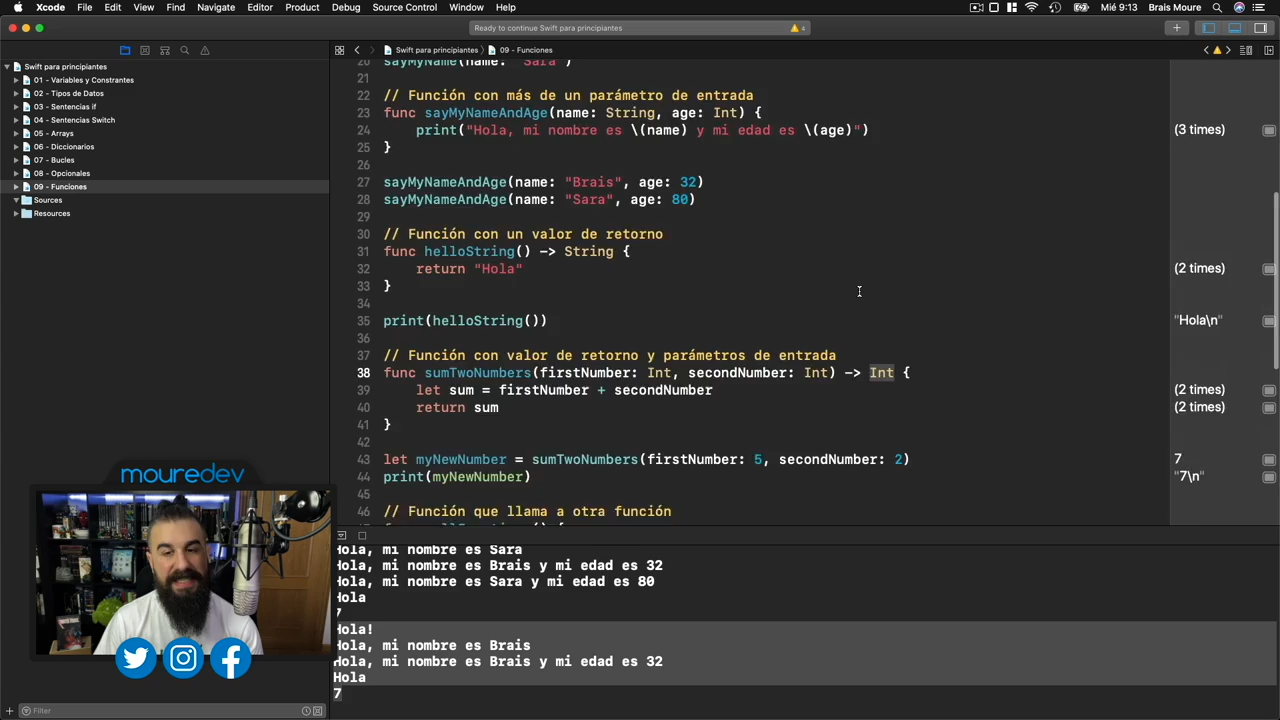 Xcode File Edit View Find Navigate Editor Product Debug Source Control Window Help
Mié 9:13 Brais Moure
Ready to continue Swift para principiantes
4
Swift para principiantes
09 - Funciones
Swift para principiantes
01 - Variables y Constrantes
02 - Tipos de Datos
03 - Sentencias if
04 - Sentencias Switch
05 - Arrays
06 - Diccionarios
07 - Bucles
08 - Opcionales
09 - Funciones
Sources
Resources
20 sayMyName(name: "Sara")
21
22 // Función con más de un parámetro de entrada
23 func sayMyNameAndAge(name: String, age: Int) {
24 print("Hola, mi nombre es \(name) y mi edad es \(age)")
25 }
26
27 sayMyNameAndAge(name: "Brais", age: 32)
28 sayMyNameAndAge(name: "Sara", age: 80)
29
30 // Función con un valor de retorno
31 func helloString() -> String {
32 return "Hola"
33 }
34
35 print(helloString())
36
37 // Función con valor de retorno y parámetros de entrada
38 func sumTwoNumbers(firstNumber: Int, secondNumber: Int) -> Int {
39 let sum = firstNumber + secondNumber
40 return sum
41 }
42
43 let myNewNumber = sumTwoNumbers(firstNumber: 5, secondNumber: 2)
44 print(myNewNumber)
45
46 // Función que llama a otra función
(3 times)
(2 times)
"Hola\n"
(2 times)
(2 times)
7
"7\n"
Hola, mi nombre es Sara
Hola, mi nombre es Brais y mi edad es 32
Hola, mi nombre es Sara y mi edad es 80
Hola
7
Hola!
Hola, mi nombre es Brais
Hola, mi nombre es Brais y mi edad es 32
Hola
7
mouredev
Filter